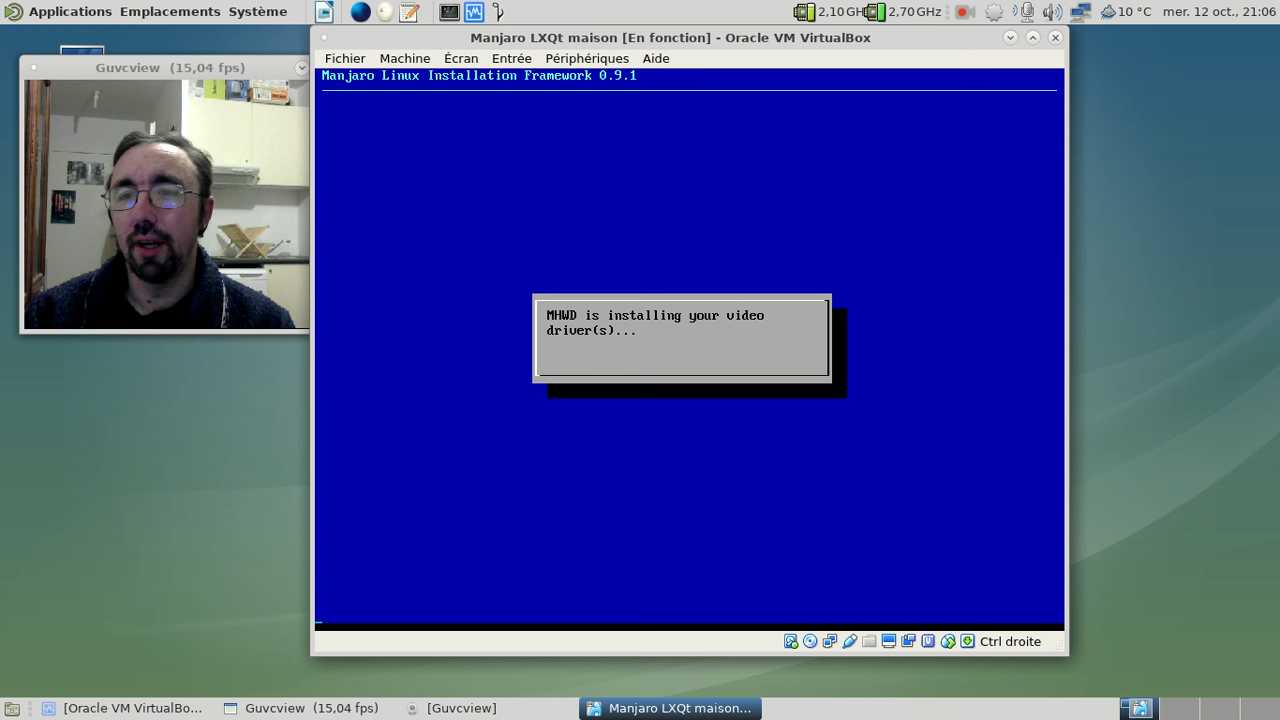 Applications Emplacements Système
2,10 GH 2,70 GHz 10 °C mer. 12 oct., 21:06
Guvcview (15,04 fps)
Manjaro LXQt maison [En fonction] - Oracle VM VirtualBox
Fichier Machine Écran Entrée Périphériques Aide
Manjaro Linux Installation Framework 0.9.1
MHWD is installing your video
driver(s)...
Ctrl droite
[Oracle VM VirtualBo... Guvcview (15,04 fps) [Guvcview] Manjaro LXQt maison...